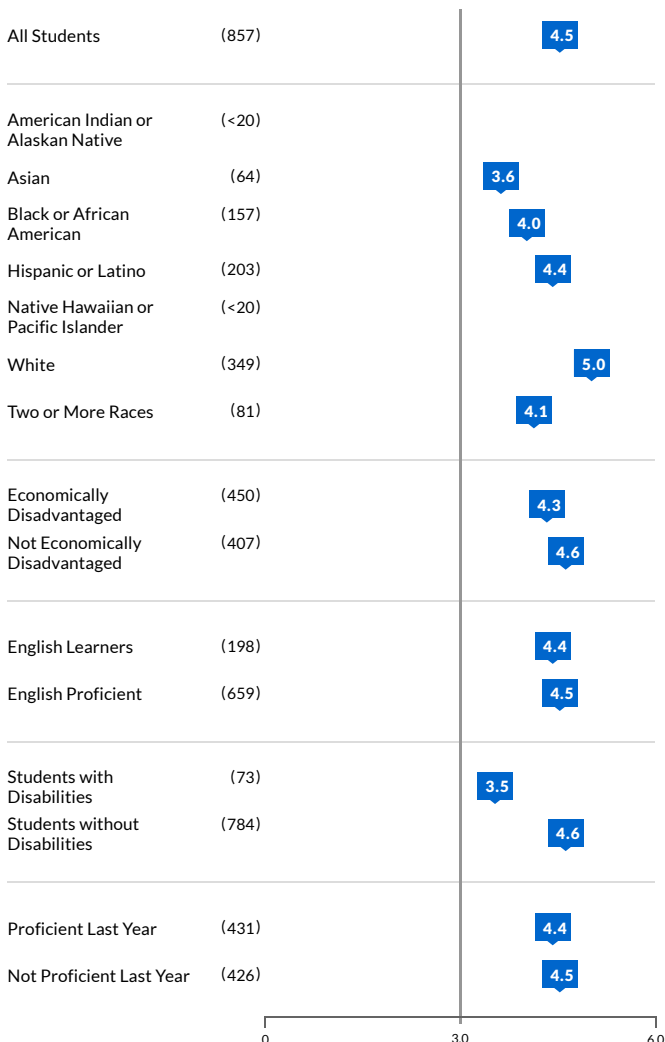 All Students (857) 4.5
American Indian or (<20)
Alaskan Native
Asian (64) 3.6
Black or African (157) 4.0
American
Hispanic or Latino (203) 4.4
Native Hawaiian or (<20)
Pacific Islander
White (349) 5.0
Two or More Races (81) 4.1
Economically (450) 4.3
Disadvantaged
Not Economically (407) 4.6
Disadvantaged
English Learners (198) 4.4
English Proficient (659) 4.5
Students with (73) 3.5
Disabilities
Students without (784) 4.6
Disabilities
Proficient Last Year (431) 4.4
Not Proficient Last Year (426) 4.5
0 3.0 6.0